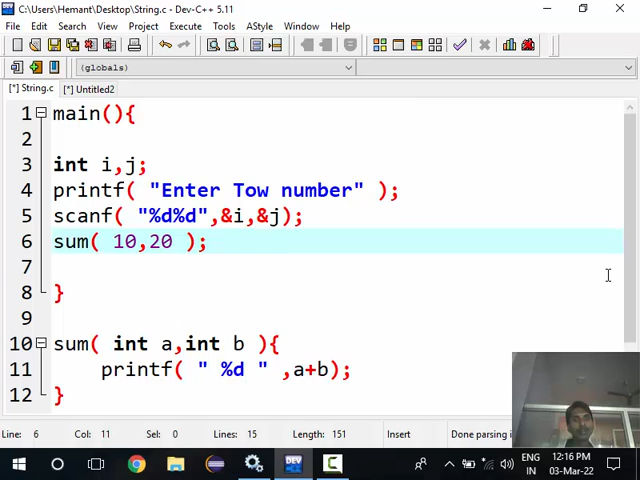 C:\Users\Hemant\Desktop\String.c - Dev-C++ 5.11
File Edit Search View Project Execute Tools AStyle Window Help
(globals)
[*] String.c Untitled2
1 main(){
2
3 int i,j;
4 printf( "Enter Tow number" );
5 scanf( "%d%d",&i,&j);
6 sum( 10,20 );
7
8 }
9
10 sum( int a,int b ){
11 printf( " %d " ,a+b);
12 }
Line: 6 Col: 11 Sel: 0 Lines: 15 Length: 151 Insert Done parsing i
DEV
ENG
IN
12:16 PM
03-Mar-22